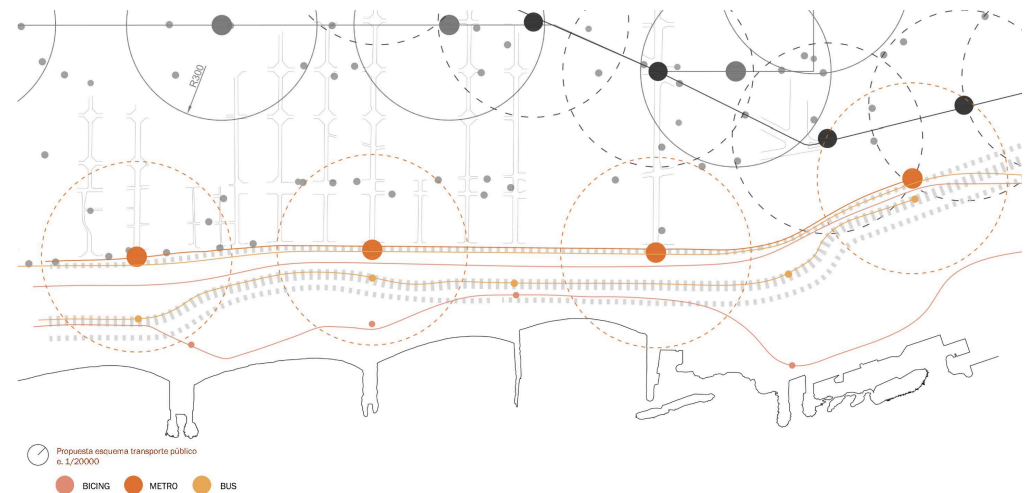 R300
Propuesta esquema transporte público
e. 1/20000
BICING METRO BUS